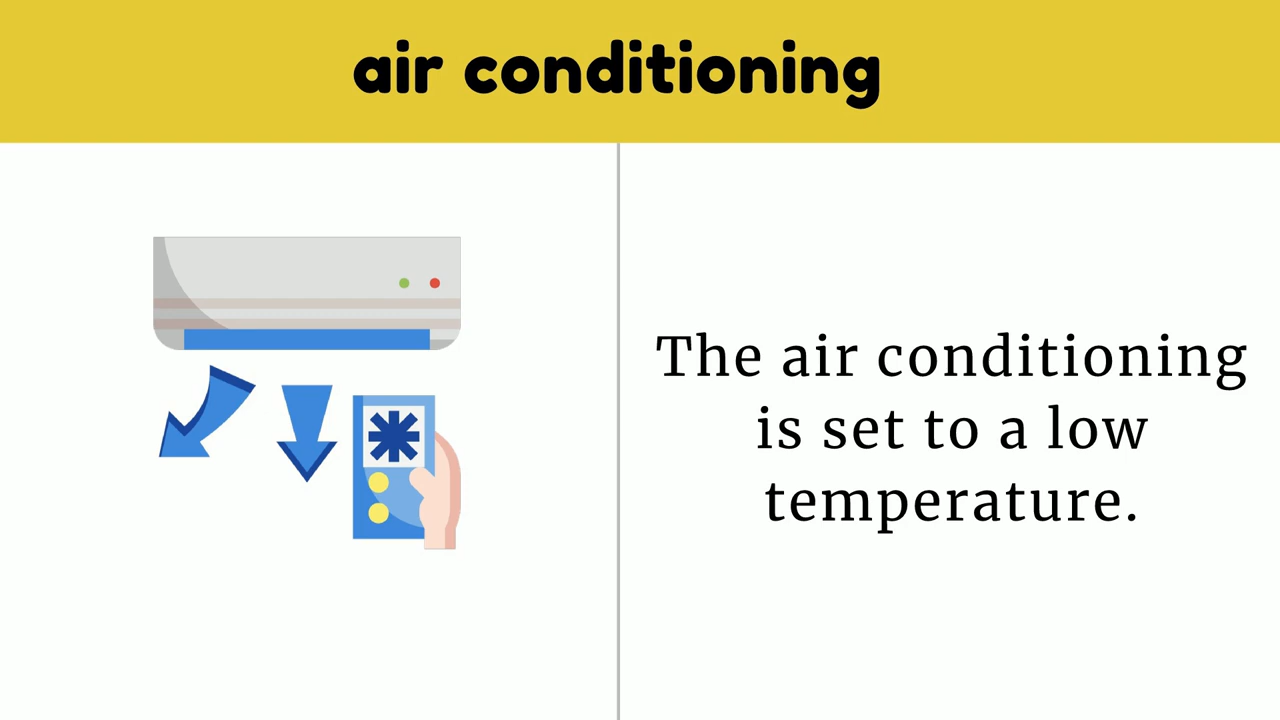 air conditioning
The air conditioning
is set to a low
temperature.